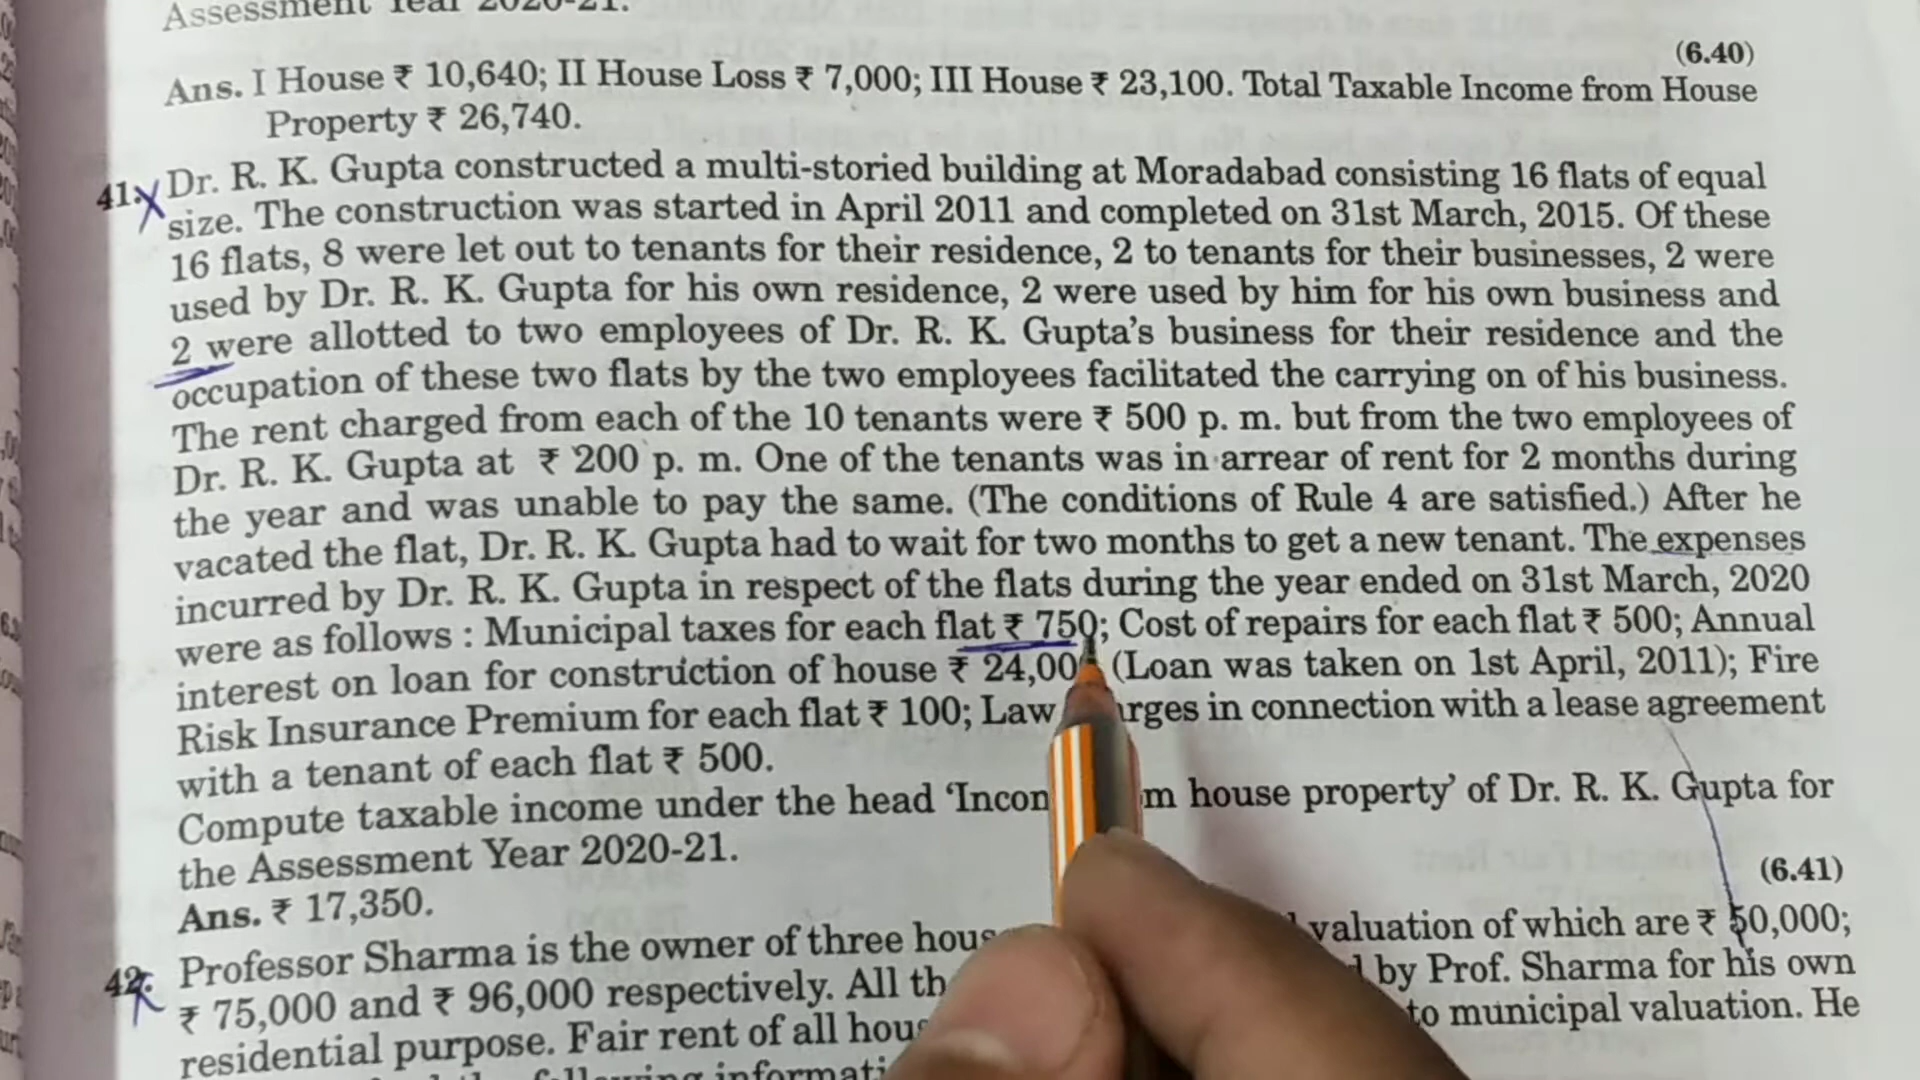 Assessment Year 2020-21.
(6.40)
Ans. I House ₹ 10,640; II House Loss ₹ 7,000; III House ₹ 23,100. Total Taxable Income from House
Property ₹ 26,740.
41. Dr. R. K. Gupta constructed a multi-storied building at Moradabad consisting 16 flats of equal
size. The construction was started in April 2011 and completed on 31st March, 2015. Of these
16 flats, 8 were let out to tenants for their residence, 2 to tenants for their businesses, 2 were
used by Dr. R. K. Gupta for his own residence, 2 were used by him for his own business and
2 were allotted to two employees of Dr. R. K. Gupta's business for their residence and the
occupation of these two flats by the two employees facilitated the carrying on of his business.
The rent charged from each of the 10 tenants were ₹ 500 p. m. but from the two employees of
Dr. R. K. Gupta at ₹ 200 p. m. One of the tenants was in arrear of rent for 2 months during
the year and was unable to pay the same. (The conditions of Rule 4 are satisfied.) After he
vacated the flat, Dr. R. K. Gupta had to wait for two months to get a new tenant. The expenses
incurred by Dr. R. K. Gupta in respect of the flats during the year ended on 31st March, 2020
were as follows : Municipal taxes for each flat ₹ 750; Cost of repairs for each flat ₹ 500; Annual
interest on loan for construction of house ₹ 24,00 (Loan was taken on 1st April, 2011); Fire
Risk Insurance Premium for each flat ₹ 100; Law rges in connection with a lease agreement
with a tenant of each flat ₹ 500.
Compute taxable income under the head 'Incon m house property' of Dr. R. K. Gupta for
the Assessment Year 2020-21.
(6.41)
Ans. ₹ 17,350.
42. Professor Sharma is the owner of three hous valuation of which are ₹ 50,000;
₹ 75,000 and ₹ 96,000 respectively. All th by Prof. Sharma for his own
residential purpose. Fair rent of all hous to municipal valuation. He
following informati